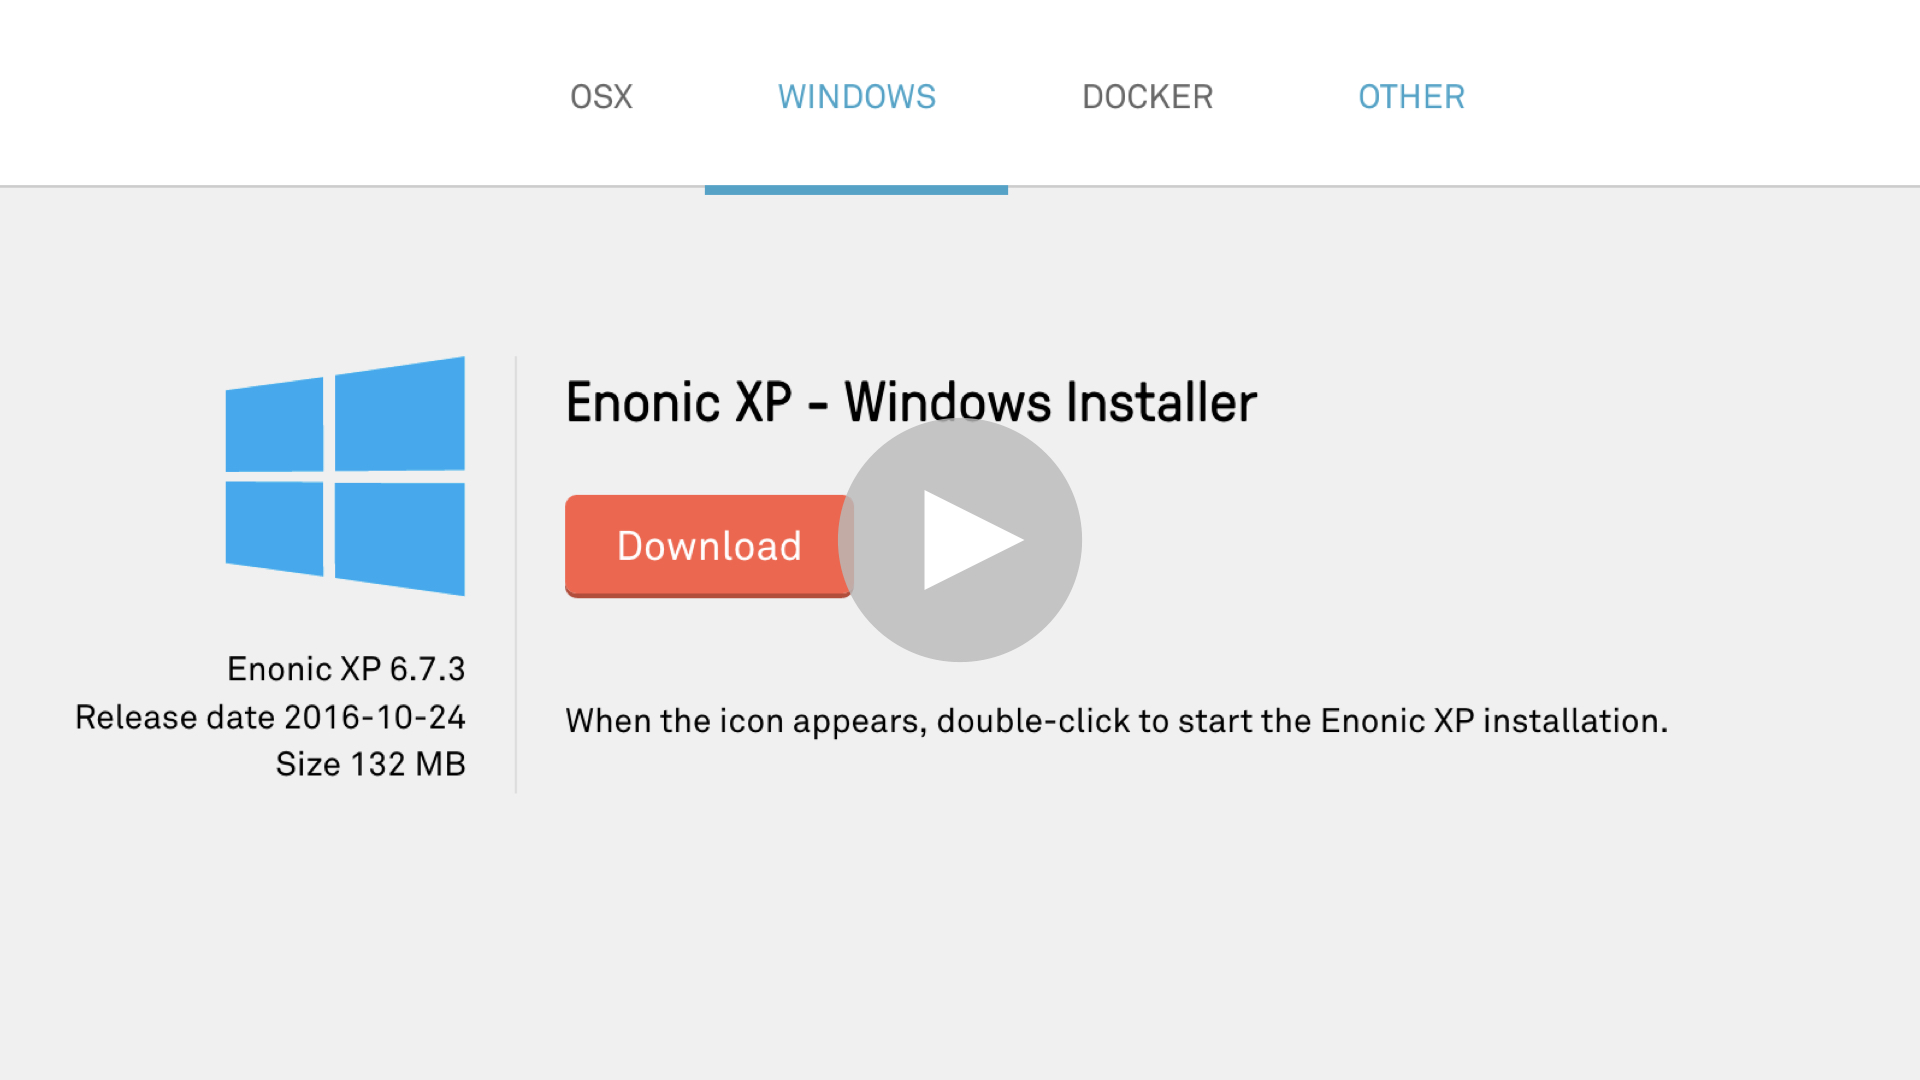 OSX WINDOWS DOCKER OTHER
Enonic XP - Windows Installer
Download
Enonic XP 6.7.3
Release date 2016-10-24
Size 132 MB
When the icon appears, double-click to start the Enonic XP installation.